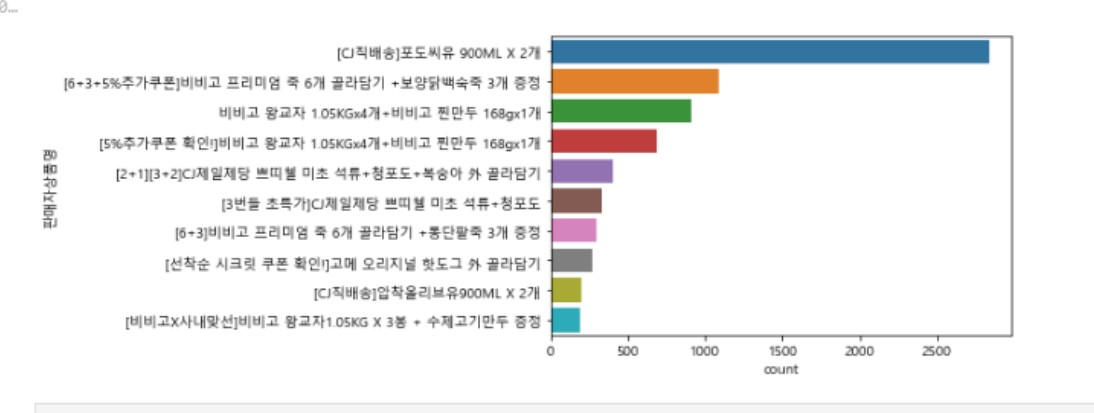 0...
[CJ직배송]포도씨유 900ML X 2개
[6+3+5%추가쿠폰]비비고 프리미엄 죽 6개 골라담기 +보양닭백숙죽 3개 증정
비비고 왕교자 1.05KGx4개+비비고 찐만두 168gx1개
[5%추가쿠폰 확인!]비비고 왕교자 1.05KGx4개+비비고 찐만두 168gx1개
[2+1][3+2]CJ제일제당 쁘띠첼 미초 석류+청포도+복숭아 外 골라담기
[3번들 초특가]CJ제일제당 쁘띠첼 미초 석류+청포도
[6+3]비비고 프리미엄 죽 6개 골라담기 +통단팥죽 3개 증정
[선착순 시크릿 쿠폰 확인!]고메 오리지널 핫도그 外 골라담기
[CJ직배송]압착올리브유900ML X 2개
[비비고X사내맞선]비비고 왕교자1.05KG X 3봉 + 수제고기만두 증정
판매자상품명
0 500 1000 1500 2000 2500
count